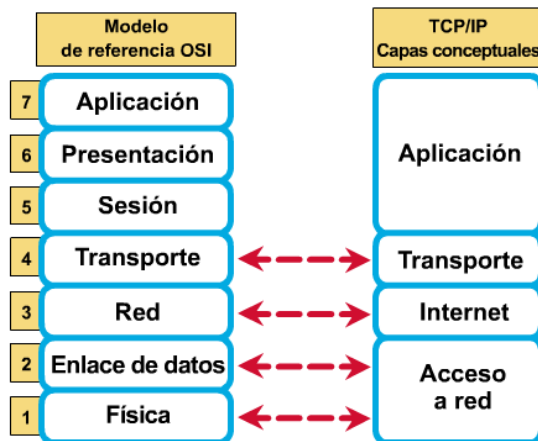 Modelo
de referencia OSI
TCP/IP
Capas conceptuales
7
Aplicación
6
Presentación
Aplicación
5
Sesión
4
Transporte
Transporte
3
Red
Internet
2
Enlace de datos
Acceso
a red
1
Física